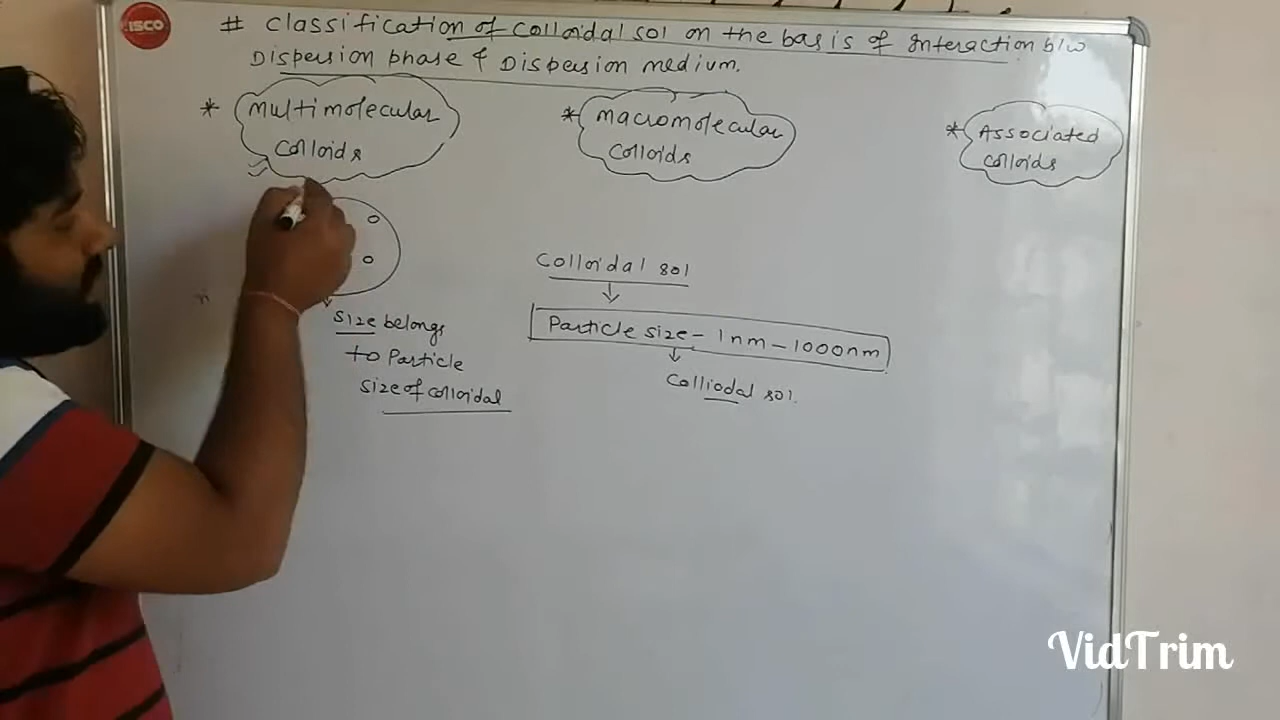 ISCO
# Classification of Colloidal sol on the basis of Interaction b/w
Dispersion phase & Dispersion medium.
* Multimolecular
Colloids
* Macromolecular
Colloids
* Associated
Colloids
Colloidal sol
Particle size - 1nm - 1000nm
Colliodal sol.
size belongs
to Particle
size of colloidal
VidTrim